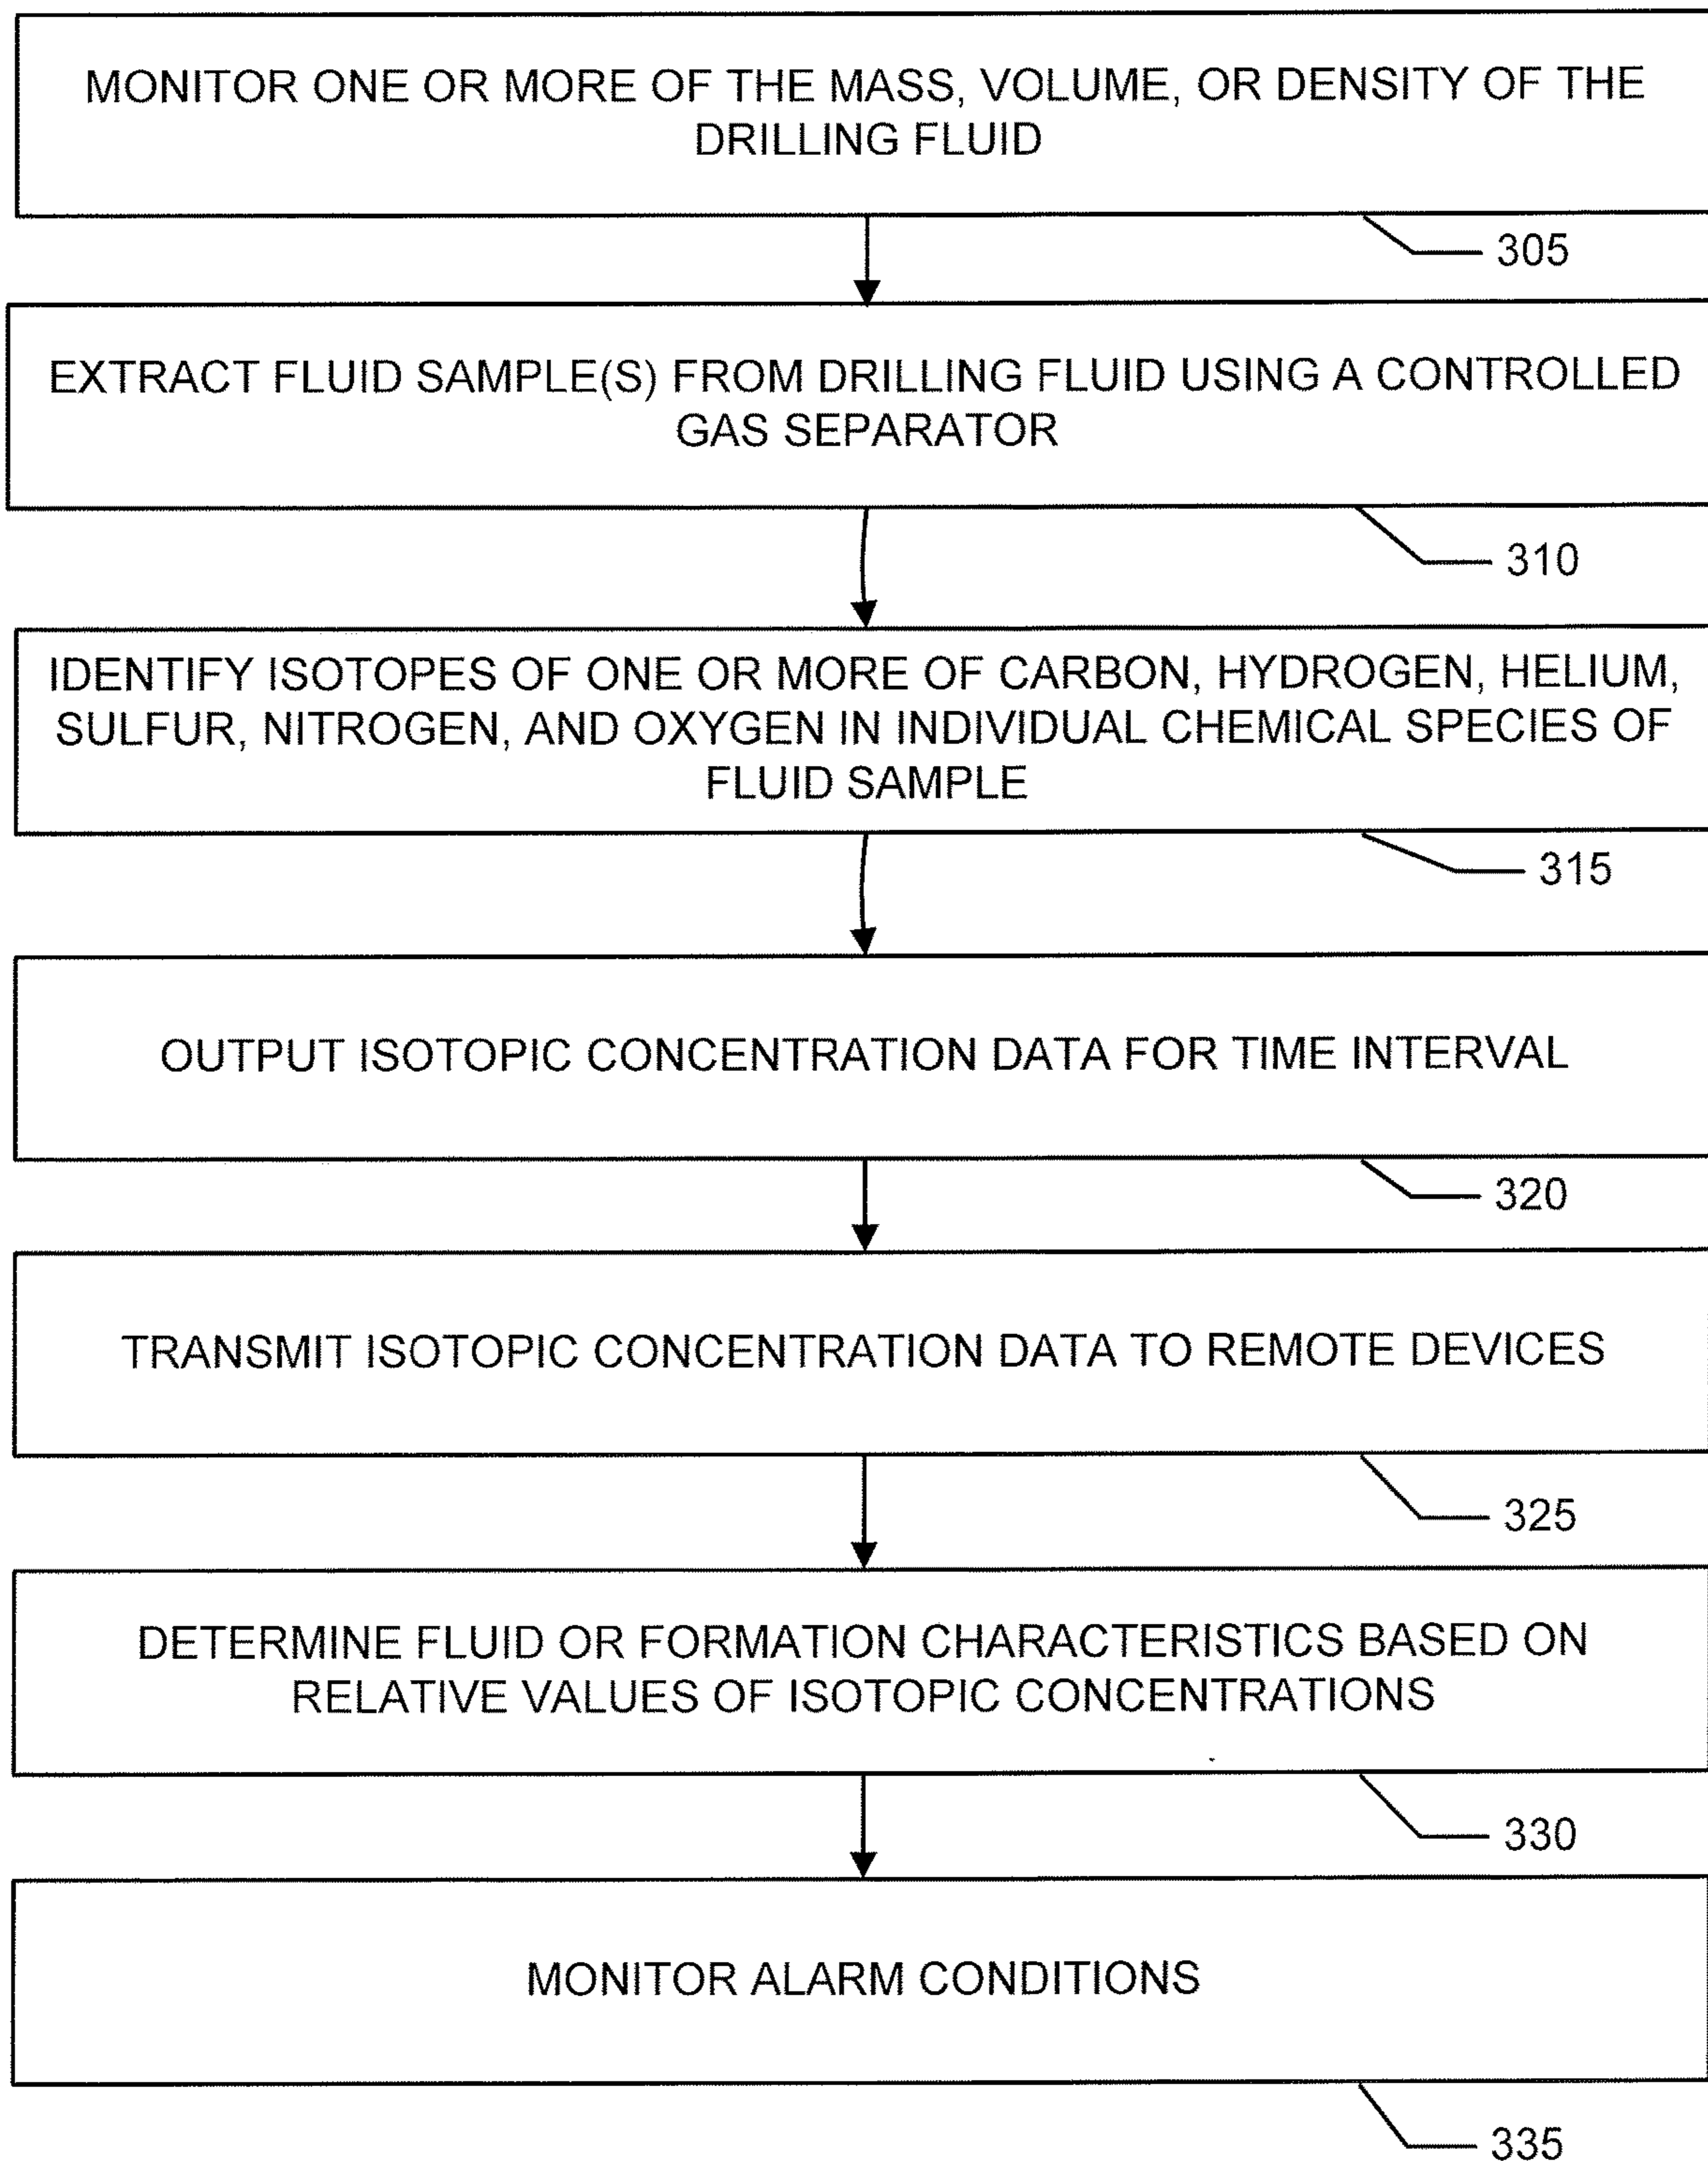 MONITOR ONE OR MORE OF THE MASS, VOLUME, OR DENSITY OF THE
DRILLING FLUID
305
EXTRACT FLUID SAMPLE(S) FROM DRILLING FLUID USING A CONTROLLED
GAS SEPARATOR
310
IDENTIFY ISOTOPES OF ONE OR MORE OF CARBON, HYDROGEN, HELIUM,
SULFUR, NITROGEN, AND OXYGEN IN INDIVIDUAL CHEMICAL SPECIES OF
FLUID SAMPLE
315
OUTPUT ISOTOPIC CONCENTRATION DATA FOR TIME INTERVAL
320
TRANSMIT ISOTOPIC CONCENTRATION DATA TO REMOTE DEVICES
325
DETERMINE FLUID OR FORMATION CHARACTERISTICS BASED ON
RELATIVE VALUES OF ISOTOPIC CONCENTRATIONS
330
MONITOR ALARM CONDITIONS
335